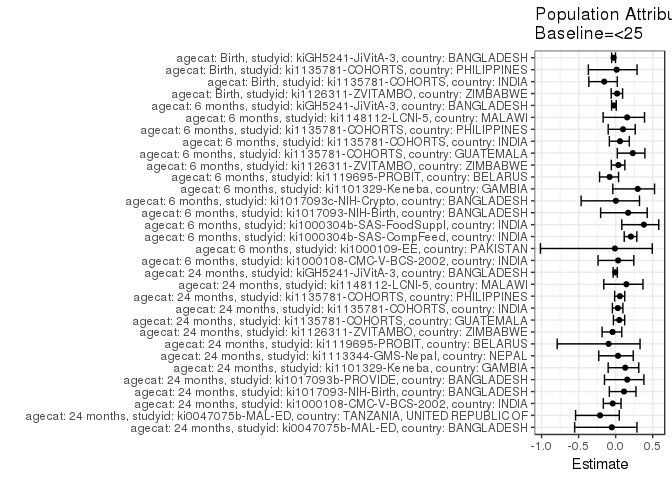 Population Attribu
Baseline=<25
agecat: Birth, studyid: kiGH5241-JiVitA-3, country: BANGLADESH
agecat: Birth, studyid: ki1135781-COHORTS, country: PHILIPPINES
agecat: Birth, studyid: ki1135781-COHORTS, country: INDIA
agecat: Birth, studyid: ki1126311-ZVITAMBO, country: ZIMBABWE
agecat: 6 months, studyid: kiGH5241-JiVitA-3, country: BANGLADESH
agecat: 6 months, studyid: ki1148112-LCNI-5, country: MALAWI
agecat: 6 months, studyid: ki1135781-COHORTS, country: PHILIPPINES
agecat: 6 months, studyid: ki1135781-COHORTS, country: INDIA
agecat: 6 months, studyid: ki1135781-COHORTS, country: GUATEMALA
agecat: 6 months, studyid: ki1126311-ZVITAMBO, country: ZIMBABWE
agecat: 6 months, studyid: ki1119695-PROBIT, country: BELARUS
agecat: 6 months, studyid: ki1101329-Keneba, country: GAMBIA
agecat: 6 months, studyid: ki1017093c-NIH-Crypto, country: BANGLADESH
agecat: 6 months, studyid: ki1017093-NIH-Birth, country: BANGLADESH
agecat: 6 months, studyid: ki1000304b-SAS-FoodSuppl, country: INDIA
agecat: 6 months, studyid: ki1000304b-SAS-CompFeed, country: INDIA
agecat: 6 months, studyid: ki1000109-EE, country: PAKISTAN
agecat: 6 months, studyid: ki1000108-CMC-V-BCS-2002, country: INDIA
agecat: 24 months, studyid: kiGH5241-JiVitA-3, country: BANGLADESH
agecat: 24 months, studyid: ki1148112-LCNI-5, country: MALAWI
agecat: 24 months, studyid: ki1135781-COHORTS, country: PHILIPPINES
agecat: 24 months, studyid: ki1135781-COHORTS, country: INDIA
agecat: 24 months, studyid: ki1135781-COHORTS, country: GUATEMALA
agecat: 24 months, studyid: ki1126311-ZVITAMBO, country: ZIMBABWE
agecat: 24 months, studyid: ki1119695-PROBIT, country: BELARUS
agecat: 24 months, studyid: ki1113344-GMS-Nepal, country: NEPAL
agecat: 24 months, studyid: ki1101329-Keneba, country: GAMBIA
agecat: 24 months, studyid: ki1017093b-PROVIDE, country: BANGLADESH
agecat: 24 months, studyid: ki1017093-NIH-Birth, country: BANGLADESH
agecat: 24 months, studyid: ki1000108-CMC-V-BCS-2002, country: INDIA
agecat: 24 months, studyid: ki0047075b-MAL-ED, country: TANZANIA, UNITED REPUBLIC OF
agecat: 24 months, studyid: ki0047075b-MAL-ED, country: BANGLADESH
-1.0 -0.5 0.0 0.5
Estimate